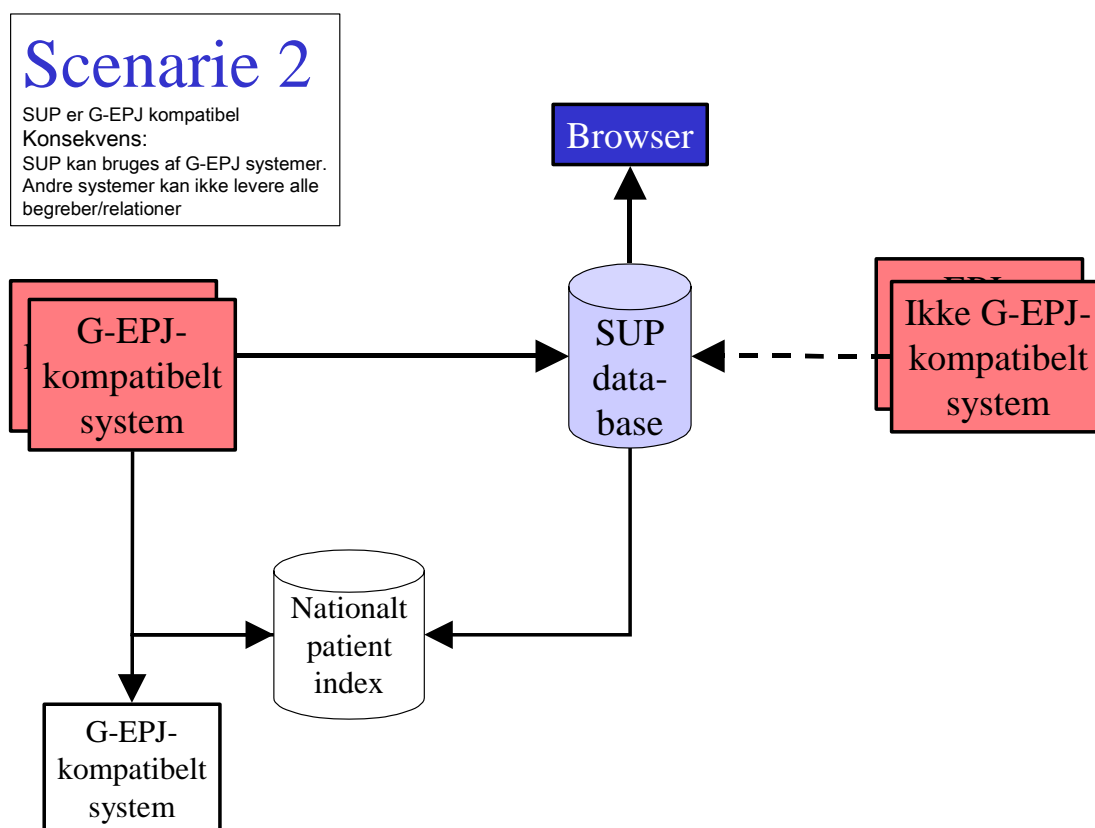 Scenarie 2
SUP er G-EPJ kompatibel
Konsekvens:
SUP kan bruges af G-EPJ systemer.
Andre systemer kan ikke levere alle
begreber/relationer
Browser
G-EPJ-
kompatibelt
system
SUP
data-
base
Ikke G-EPJ-
kompatibelt
system
Nationalt
patient
index
G-EPJ-
kompatibelt
system